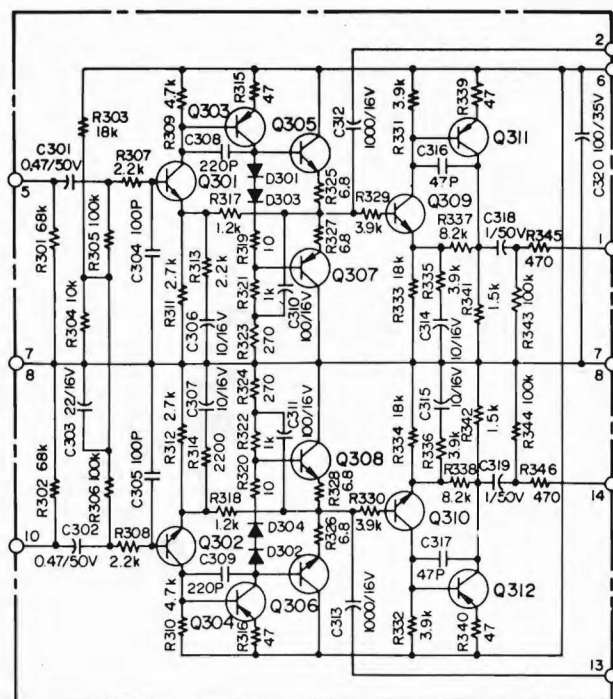 2
6
R303
18k
C301
0.47/50V
R307
2.2k
5
R301 68k
R305 100k
R304 10k
100P
C304
R309
4.7k
Q303
R315
47
C308
220P
Q301
Q305
D301
D303
R317
1.2k
R313
2.2k
R311 2.7k
C306
10/16V
R319
10
R321
1k
R323
270
C310
100/16V
R325
6.8
R327
6.8
Q307
C312
1000/16V
R329
3.9k
Q309
R331
3.9k
C316
47P
R339
47
Q311
R337
8.2k
C318
1/50V
R345
470
1
C320 100/35V
R333 18k
R335
3.9k
C314
10/16V
R341
1.5k
R343 100k
7
8
7
8
C303 22/16V
R302 68k
R306 100k
C305 100P
R312 2.7k
C307
10/16V
R314
2200
R324
270
R322
1k
R320
10
C311
100/16V
Q308
R328
6.8
R326
6.8
R318
1.2k
R330
3.9k
C315
10/16V
R334 18k
R336
3.9k
R342
1.5k
R344 100k
R338
8.2k
C319
1/50V
R346
470
14
10
C302
0.47/50V
R308
2.2k
Q302
D304
D302
C309
220P
Q306
R310 4.7k
Q304
R316
47
C313
1000/16V
Q310
C317
47P
Q312
R332
3.9k
R340
47
13